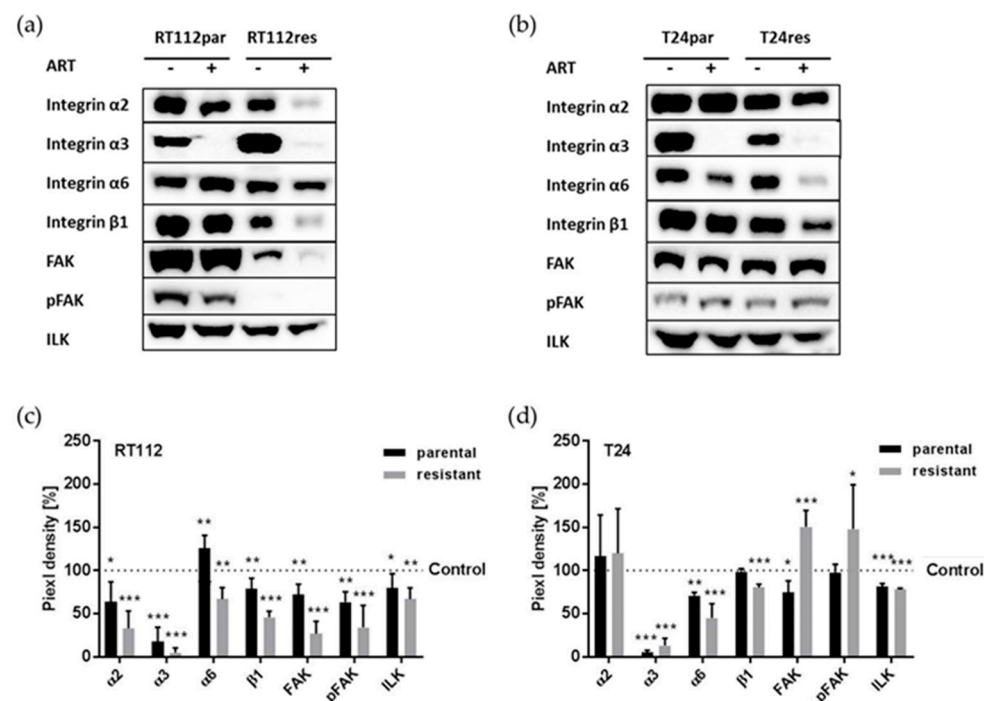 (a)
RT112par RT112res
ART - + - +
Integrin α2
Integrin α3
Integrin α6
Integrin β1
FAK
pFAK
ILK
(b)
T24par T24res
ART - + - +
Integrin α2
Integrin α3
Integrin α6
Integrin β1
FAK
pFAK
ILK
(c)
RT112
parental
resistant
Piexl density [%]
250
200
150
100
50
0
* *** *** *** ** ** ** *** ** *** ** *** * **
Control
α2 α3 α6 β1 FAK pFAK ILK
(d)
T24
parental
resistant
Piexl density [%]
250
200
150
100
50
0
*** *** ** *** *** * *** * *** ***
Control
α2 α3 α6 β1 FAK pFAK ILK